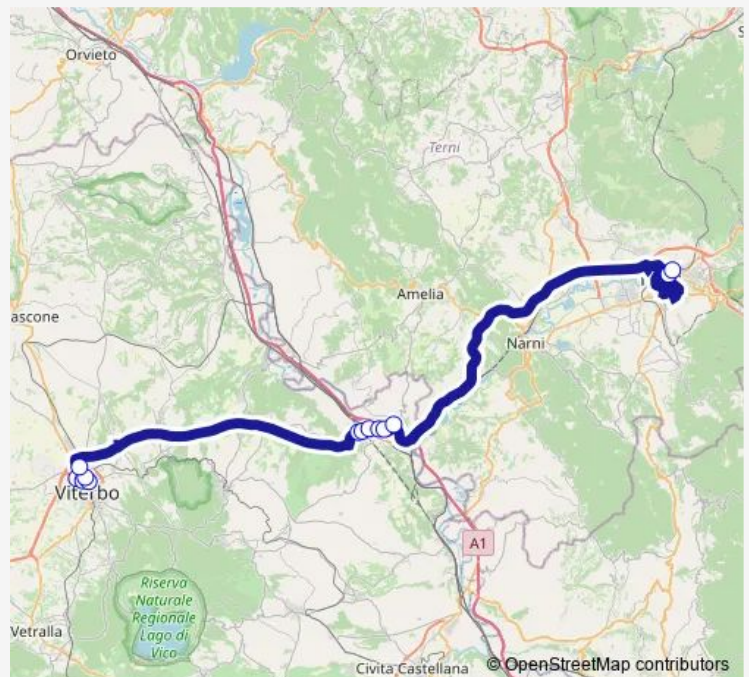 Orvieto
Terni
Amelia
ascone
Narni
Viterbo
A1
Riserva
Naturale
Regionale
Lago di
Vico
Vetralla
Civita Castellana
© OpenStreetMap contributors